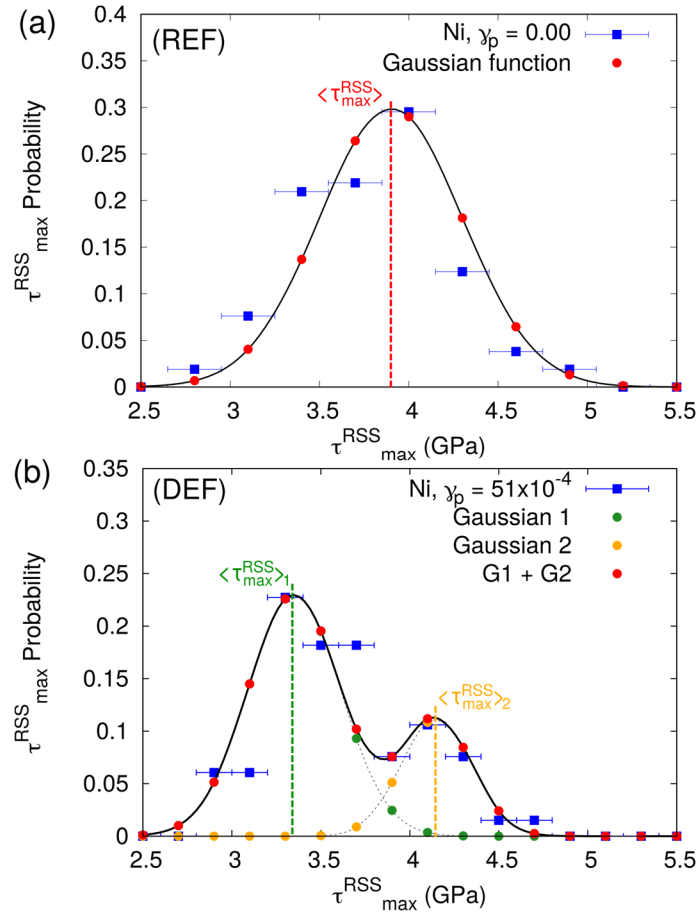 (a)
(REF)
Ni, γp = 0.00
Gaussian function
<τmaxRSS>
τRSSmax Probability
0.4
0.35
0.3
0.25
0.2
0.15
0.1
0.05
0
2.5 3 3.5 4 4.5 5 5.5
τRSSmax (GPa)
(b)
(DEF)
Ni, γp = 51x10-4
Gaussian 1
Gaussian 2
G1 + G2
<τmaxRSS>1
<τmaxRSS>2
τRSSmax Probability
0.35
0.3
0.25
0.2
0.15
0.1
0.05
0
2.5 3 3.5 4 4.5 5 5.5
τRSSmax (GPa)